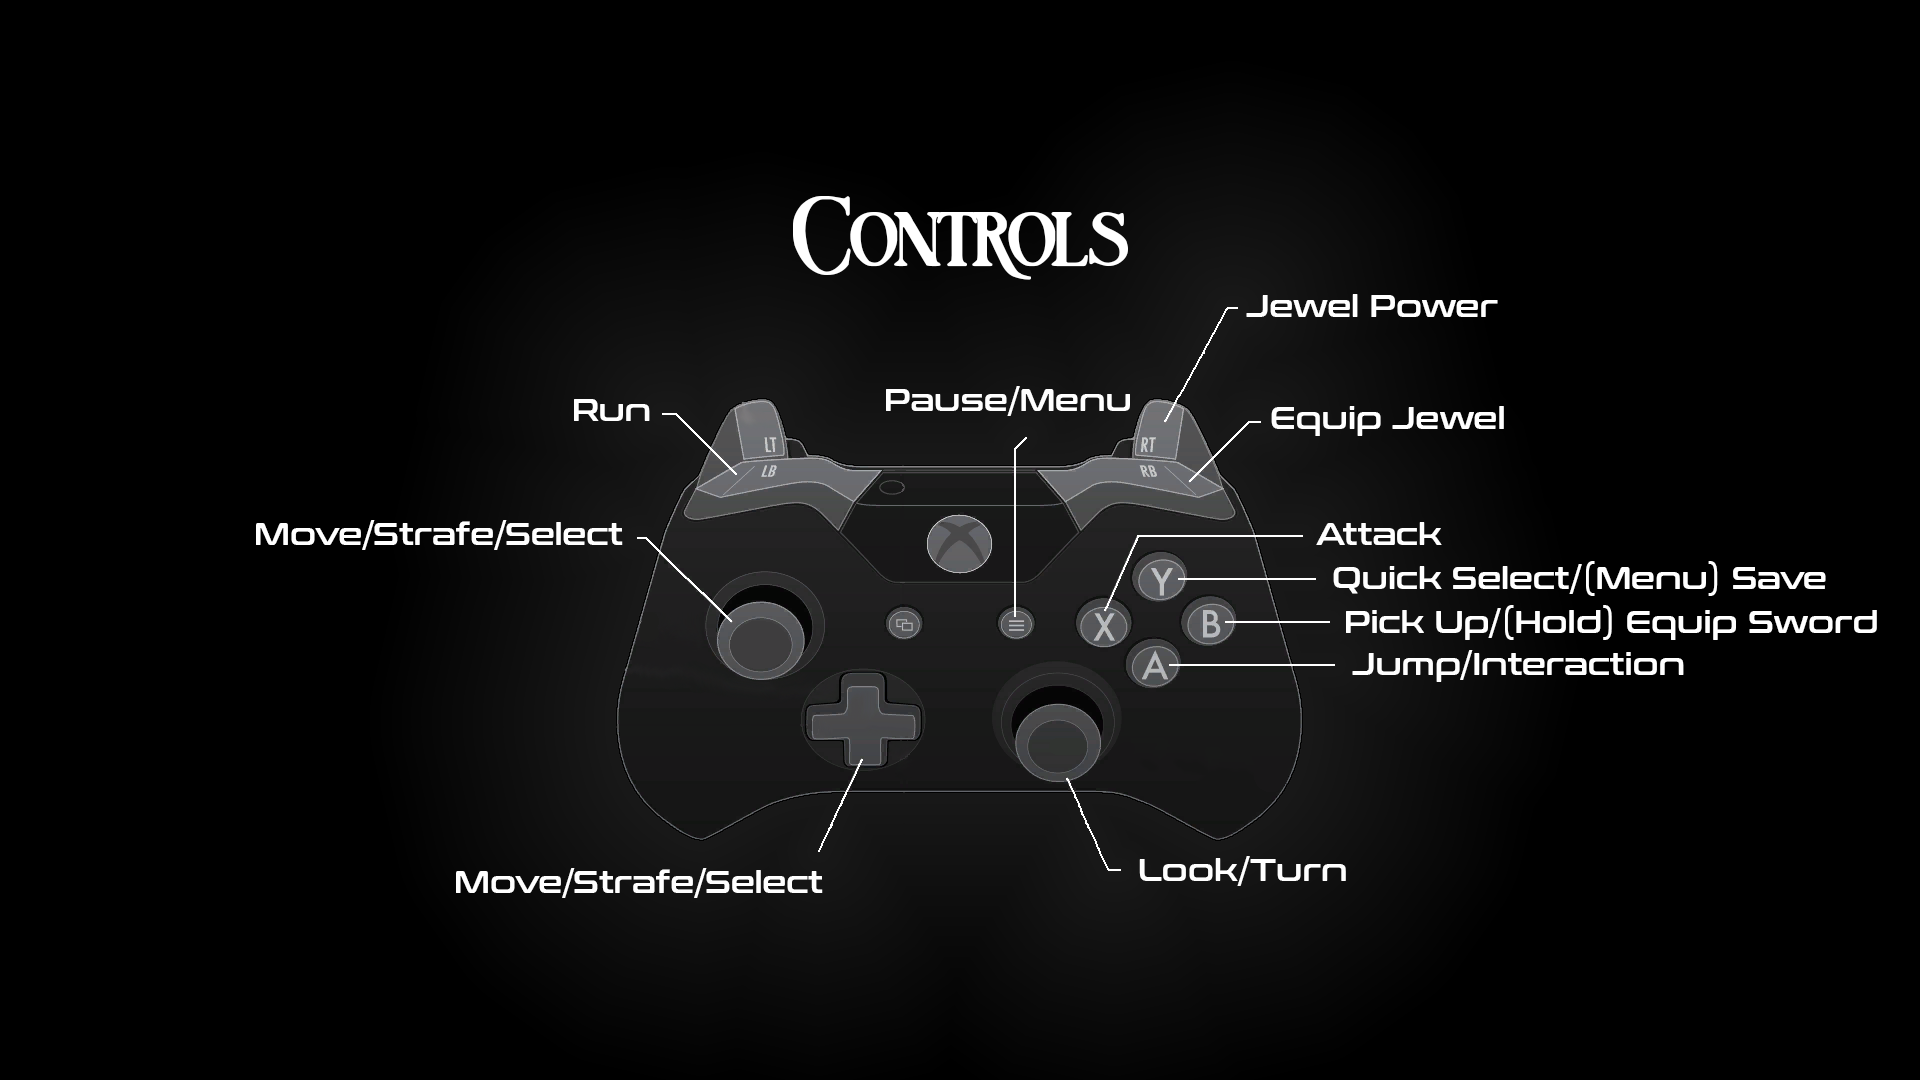 Controls
Jewel Power
Run
Pause/Menu
Equip Jewel
LT
RT
LB
RB
Move/Strafe/Select
Attack
Y
Quick Select/(Menu) Save
X
B
Pick Up/(Hold) Equip Sword
A
Jump/Interaction
Move/Strafe/Select
Look/Turn